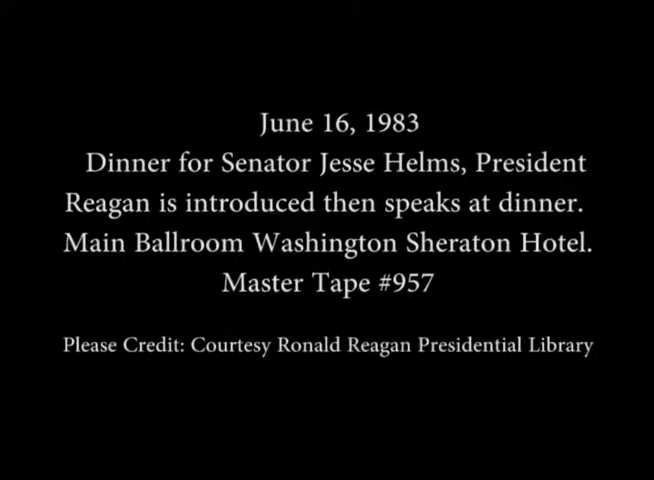 June 16, 1983
Dinner for Senator Jesse Helms, President
Reagan is introduced then speaks at dinner.
Main Ballroom Washington Sheraton Hotel.
Master Tape #957
Please Credit: Courtesy Ronald Reagan Presidential Library